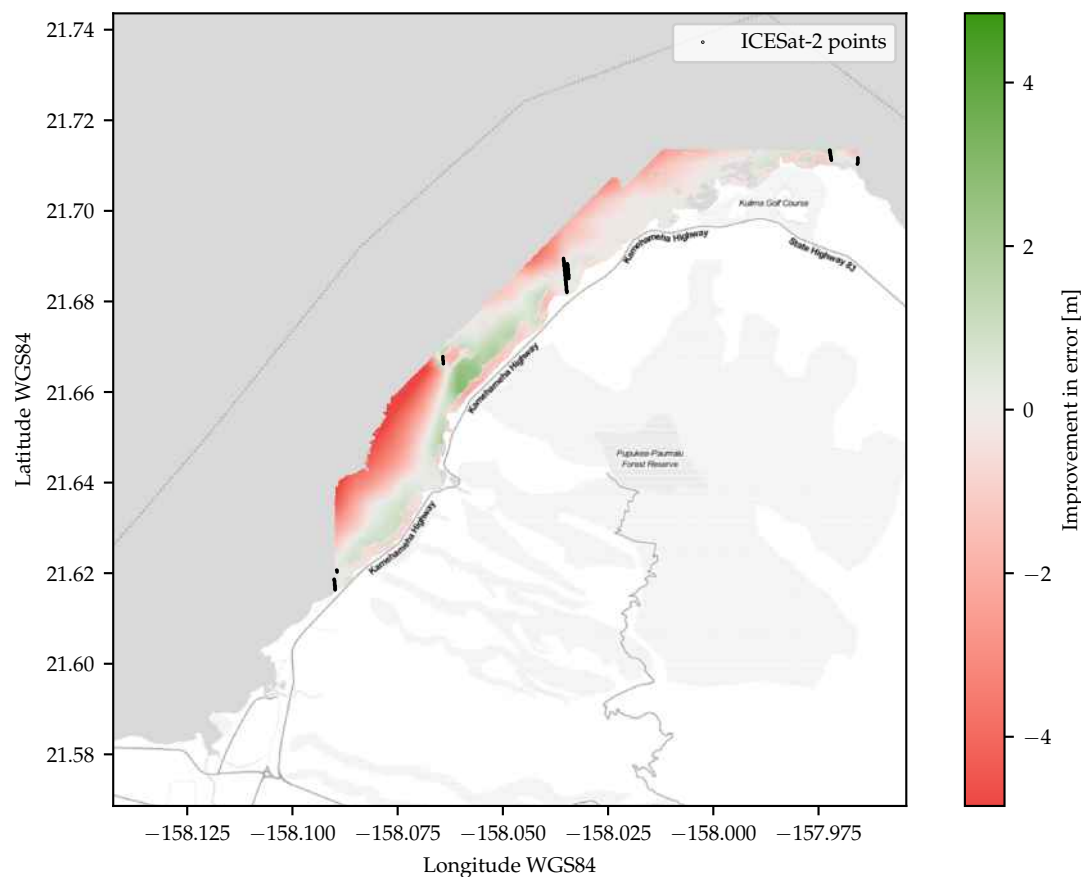 ICESat-2 points
21.74
21.72
21.70
21.68
21.66
21.64
21.62
21.60
21.58
Latitude WGS84
Kuilima Golf Course
Kamehameha Highway
State Highway 83
Kamehameha Highway
Pupukea-Paumalu
Forest Reserve
Kamehameha Highway
−158.125
−158.100
−158.075
−158.050
−158.025
−158.000
−157.975
Longitude WGS84
4
2
0
−2
−4
Improvement in error [m]